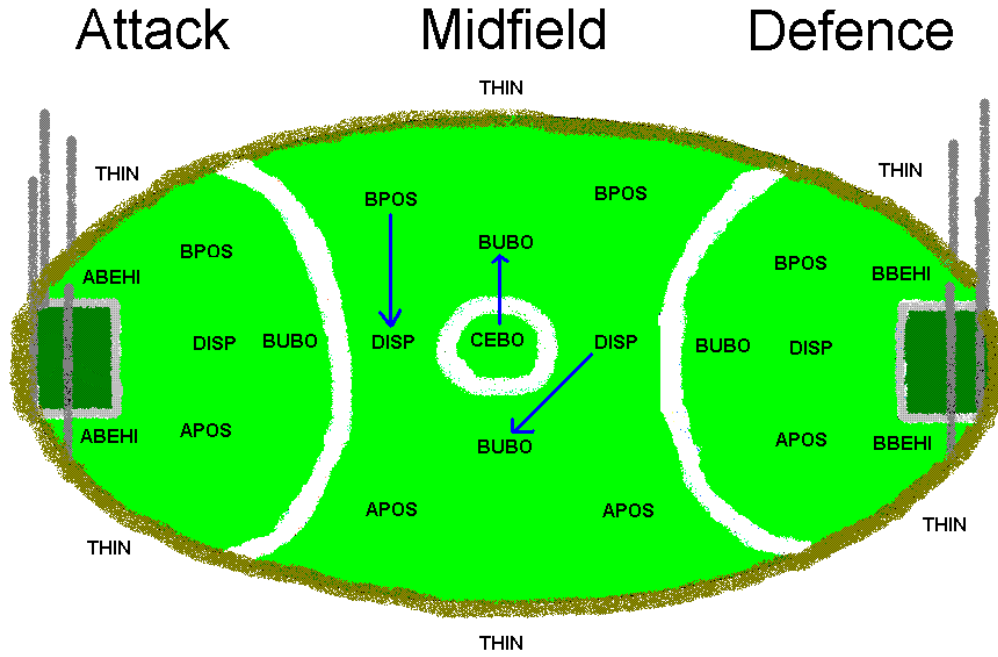 Attack Midfield Defence
THIN
THIN THIN
BPOS BPOS
BUBO
BPOS BPOS
ABEHI BBEHI
DISP BUBO DISP CEBO DISP BUBO DISP
APOS APOS
ABEHI BUBO BBEHI
APOS APOS
THIN THIN
THIN